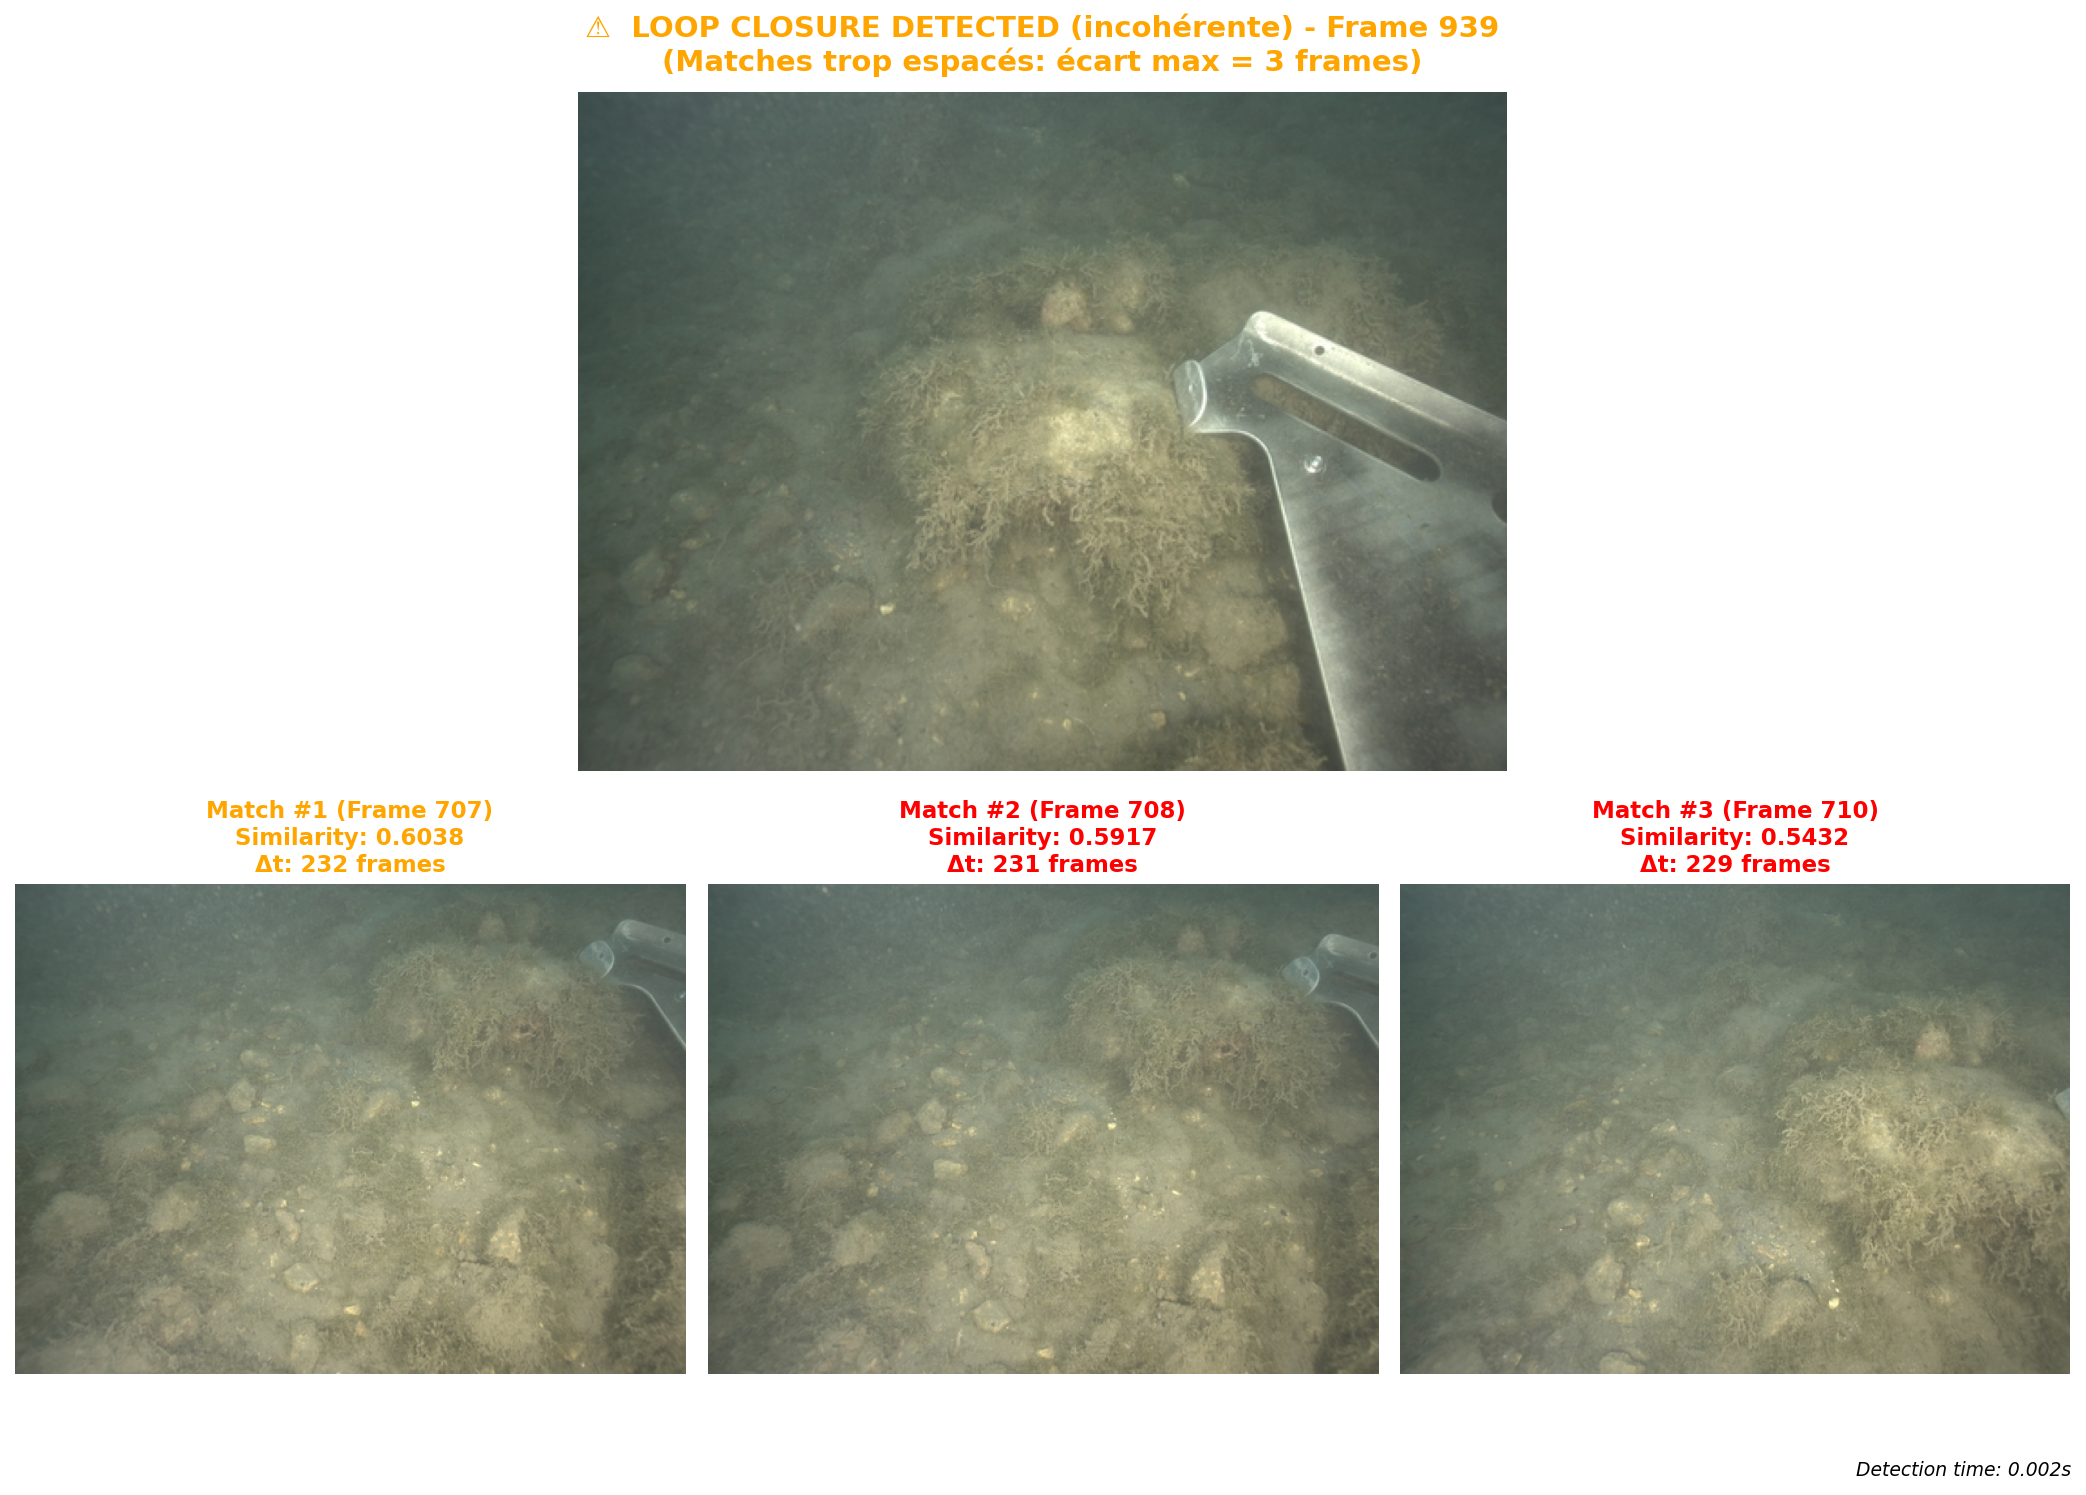 ⚠ LOOP CLOSURE DETECTED (incohérente) - Frame 939
(Matches trop espacés: écart max = 3 frames)
Match #1 (Frame 707)
Similarity: 0.6038
Δt: 232 frames
Match #2 (Frame 708)
Similarity: 0.5917
Δt: 231 frames
Match #3 (Frame 710)
Similarity: 0.5432
Δt: 229 frames
Detection time: 0.002s